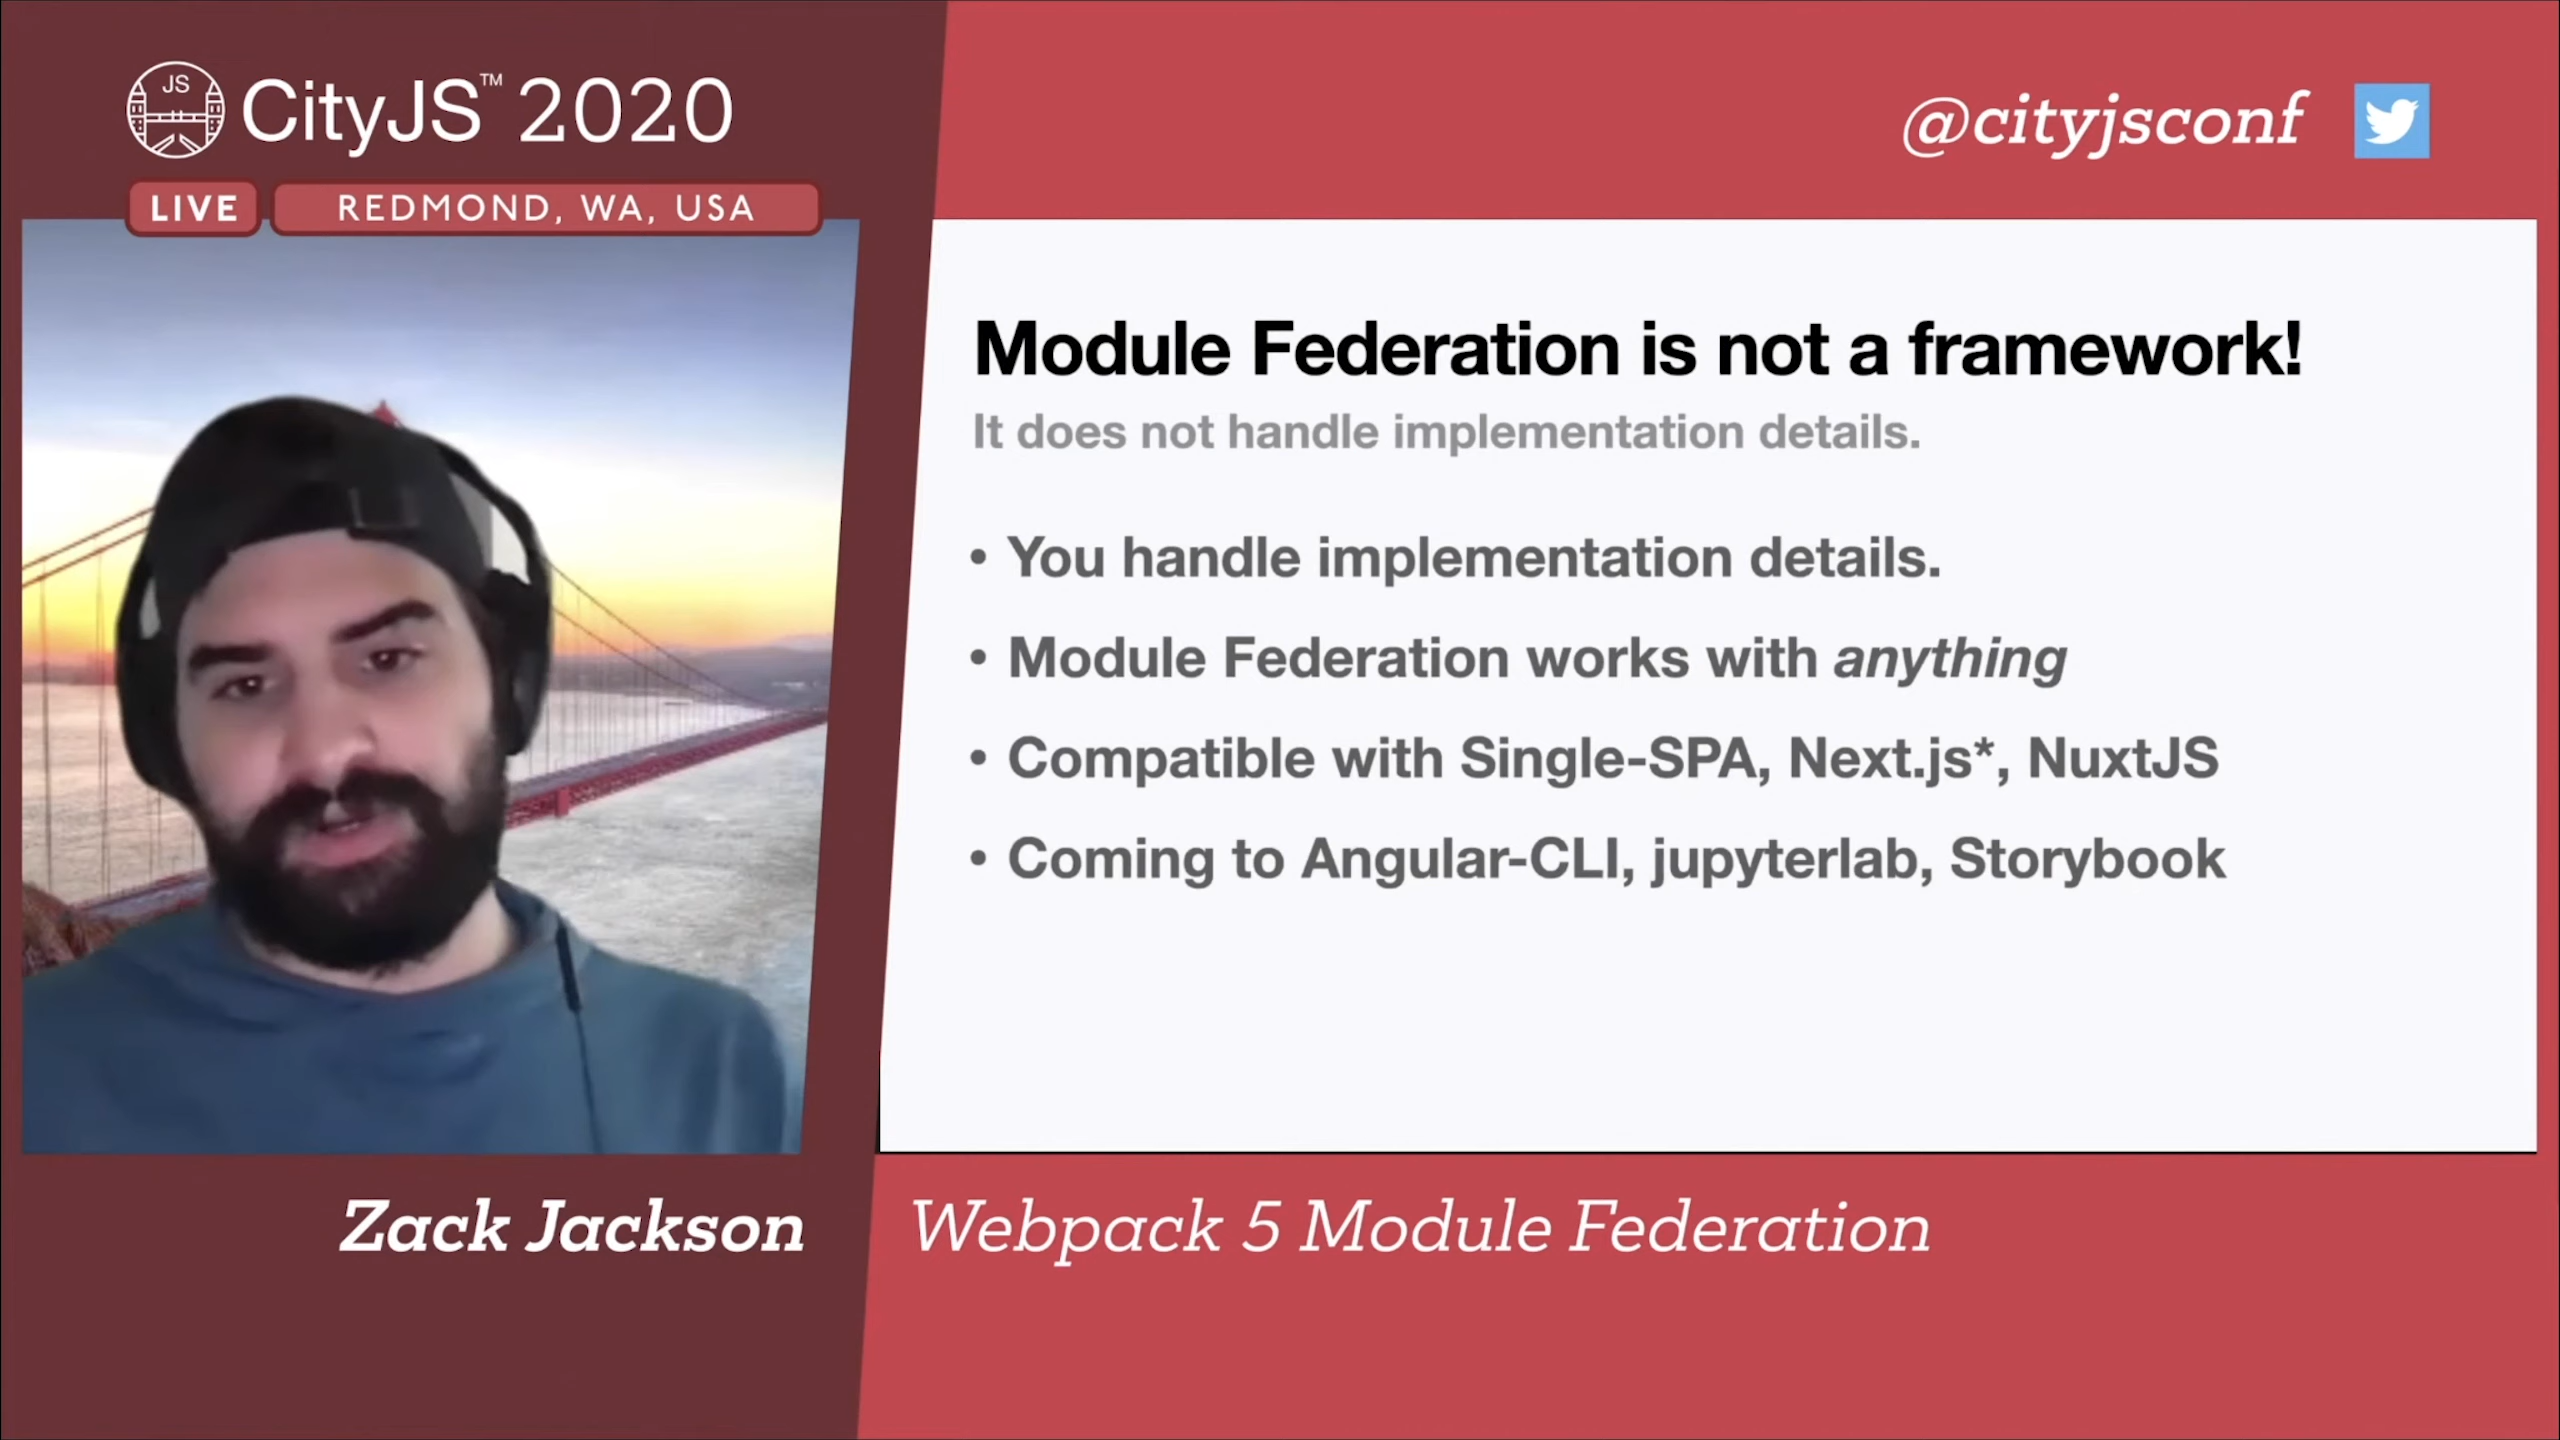 JS
CityJS™ 2020
@cityjsconf
LIVE
REDMOND, WA, USA
Module Federation is not a framework!
It does not handle implementation details.
• You handle implementation details.
• Module Federation works with anything
• Compatible with Single-SPA, Next.js*, NuxtJS
• Coming to Angular-CLI, jupyterlab, Storybook
Zack Jackson
Webpack 5 Module Federation